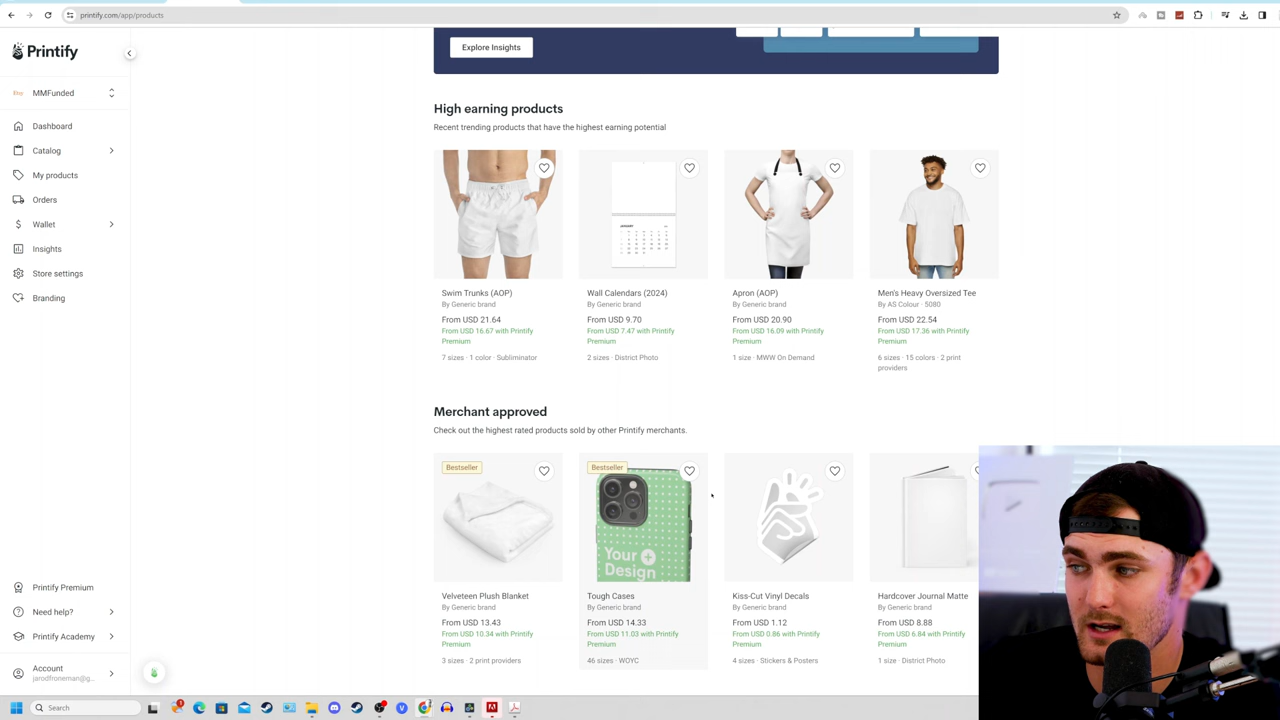 printify.com/app/products
Printify
Explore Insights
Etsy MMFunded
Dashboard
Catalog
My products
Orders
Wallet
Insights
Store settings
Branding
High earning products
Recent trending products that have the highest earning potential
Swim Trunks (AOP)
By Generic brand
From USD 21.64
From USD 16.67 with Printify
Premium
7 sizes · 1 color · Subliminator
Wall Calendars (2024)
By Generic brand
From USD 9.70
From USD 7.47 with Printify
Premium
2 sizes · District Photo
Apron (AOP)
By Generic brand
From USD 20.90
From USD 16.09 with Printify
Premium
1 size · MWW On Demand
Men's Heavy Oversized Tee
By AS Colour · 5080
From USD 22.54
From USD 17.36 with Printify
Premium
6 sizes · 15 colors · 2 print
providers
Merchant approved
Check out the highest rated products sold by other Printify merchants.
Bestseller
Velveteen Plush Blanket
By Generic brand
From USD 13.43
From USD 10.34 with Printify
Premium
3 sizes · 2 print providers
Bestseller
Your
Design
Tough Cases
By Generic brand
From USD 14.33
From USD 11.03 with Printify
Premium
46 sizes · WOYC
Kiss-Cut Vinyl Decals
By Generic brand
From USD 1.12
From USD 0.86 with Printify
Premium
4 sizes · Stickers & Posters
Hardcover Journal Matte
By Generic brand
From USD 8.88
From USD 6.84 with Printify
Premium
1 size · District Photo
Printify Premium
Need help?
Printify Academy
Account
jarodfroneman@g...
Search